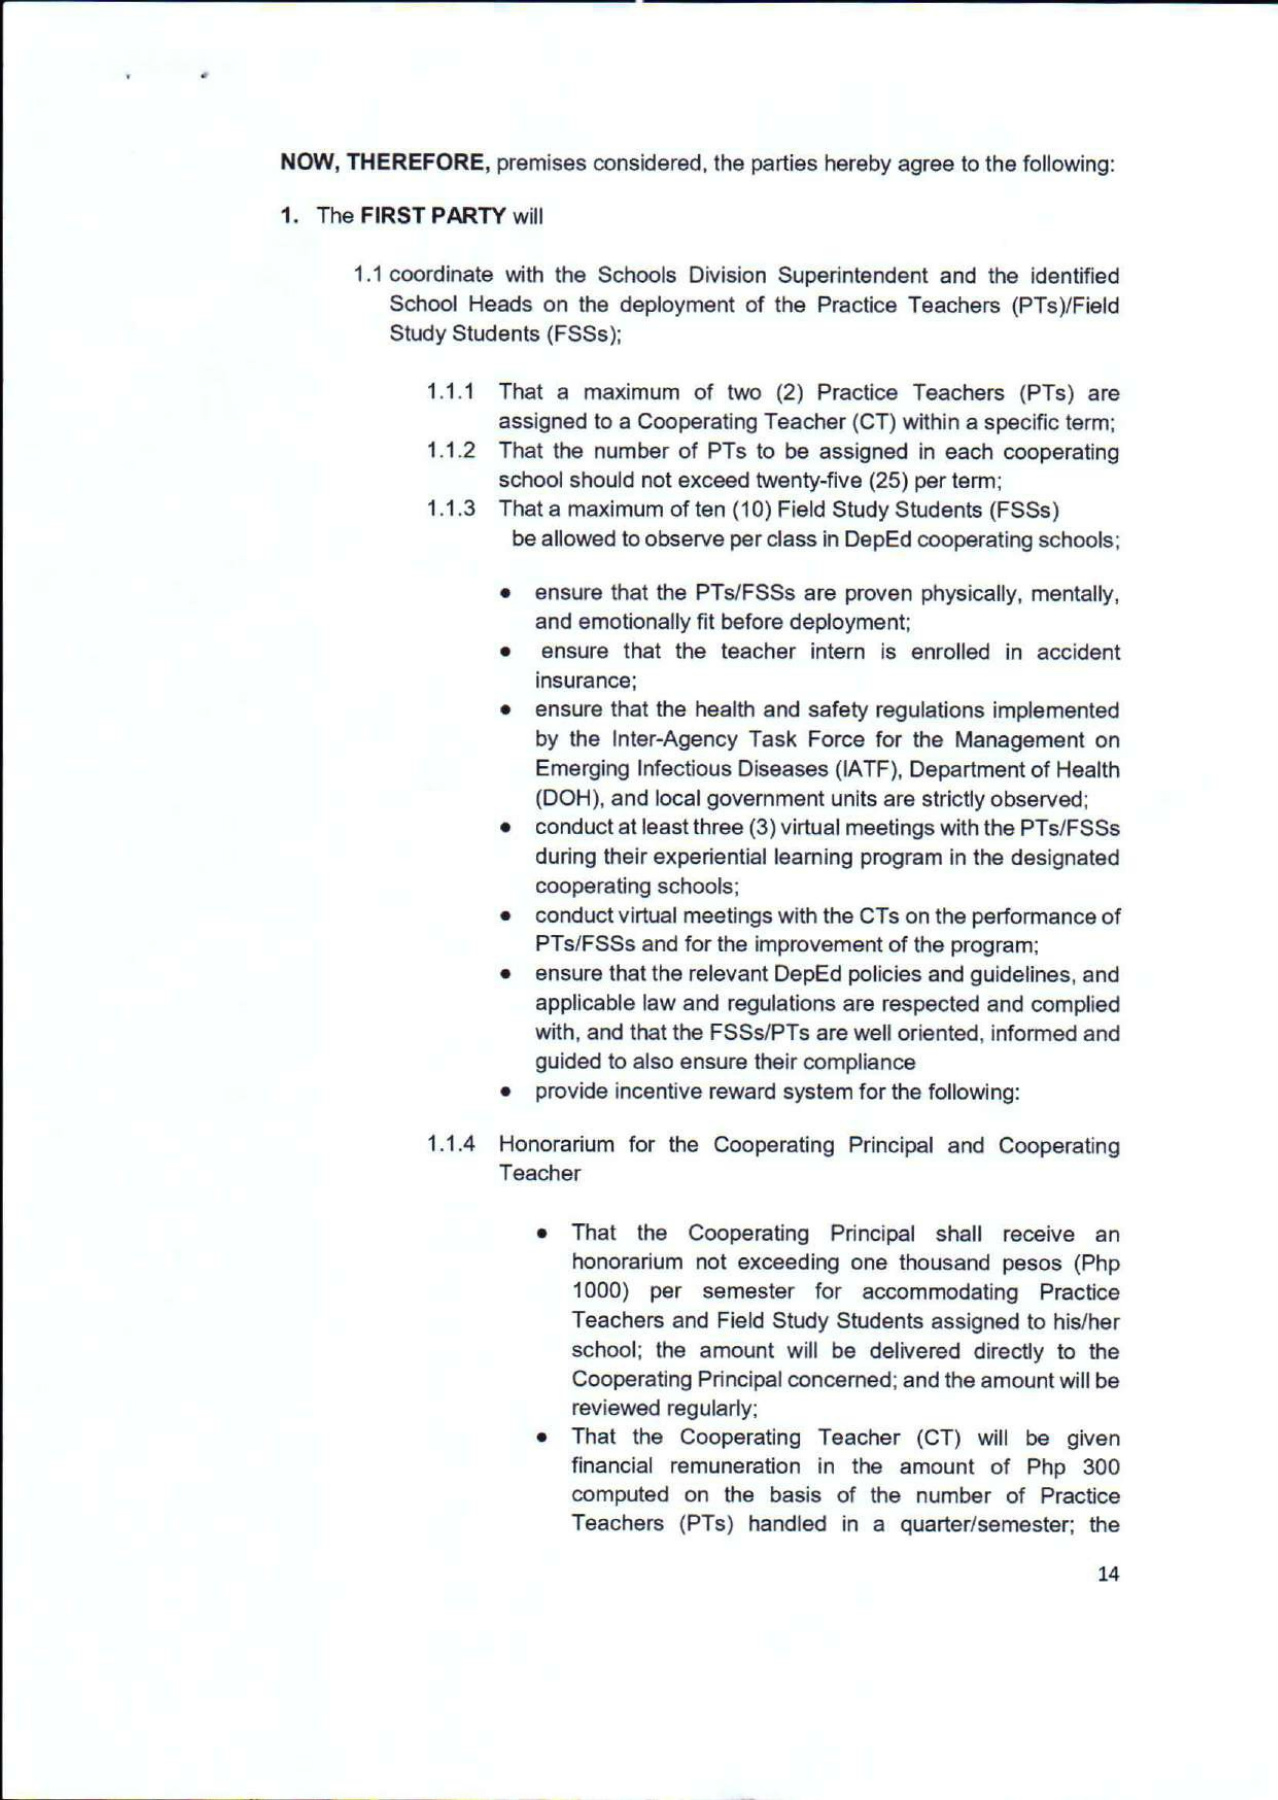 NOW, THEREFORE, premises considered, the parties hereby agree to the following:
1. The FIRST PARTY will
1.1 coordinate with the Schools Division Superintendent and the identified
School Heads on the deployment of the Practice Teachers (PTs)/Field
Study Students (FSSs);
1.1.1 That a maximum of two (2) Practice Teachers (PTs) are
assigned to a Cooperating Teacher (CT) within a specific term;
1.1.2 That the number of PTs to be assigned in each cooperating
school should not exceed twenty-five (25) per term;
1.1.3 That a maximum of ten (10) Field Study Students (FSSs)
be allowed to observe per class in DepEd cooperating schools;
• ensure that the PTs/FSSs are proven physically, mentally,
and emotionally fit before deployment;
• ensure that the teacher intern is enrolled in accident
insurance;
• ensure that the health and safety regulations implemented
by the Inter-Agency Task Force for the Management on
Emerging Infectious Diseases (IATF), Department of Health
(DOH), and local government units are strictly observed;
• conduct at least three (3) virtual meetings with the PTs/FSSs
during their experiential learning program in the designated
cooperating schools;
• conduct virtual meetings with the CTs on the performance of
PTs/FSSs and for the improvement of the program;
• ensure that the relevant DepEd policies and guidelines, and
applicable law and regulations are respected and complied
with, and that the FSSs/PTs are well oriented, informed and
guided to also ensure their compliance
• provide incentive reward system for the following:
1.1.4 Honorarium for the Cooperating Principal and Cooperating
Teacher
• That the Cooperating Principal shall receive an
honorarium not exceeding one thousand pesos (Php
1000) per semester for accommodating Practice
Teachers and Field Study Students assigned to his/her
school; the amount will be delivered directly to the
Cooperating Principal concerned; and the amount will be
reviewed regularly;
• That the Cooperating Teacher (CT) will be given
financial remuneration in the amount of Php 300
computed on the basis of the number of Practice
Teachers (PTs) handled in a quarter/semester; the
14